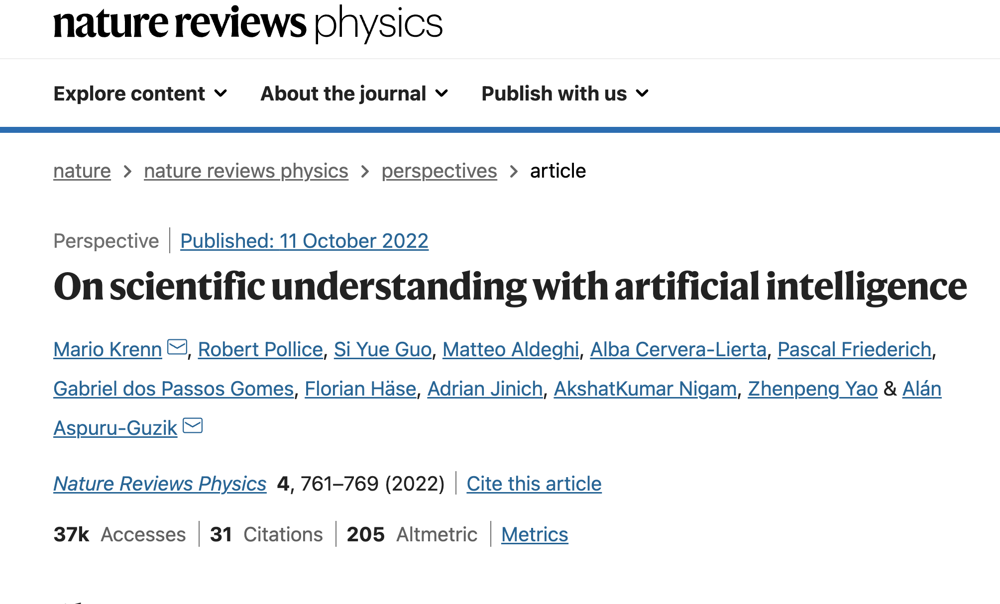 nature reviews physics
Explore content About the journal Publish with us
nature > nature reviews physics > perspectives > article
Perspective | Published: 11 October 2022
On scientific understanding with artificial intelligence
Mario Krenn, Robert Pollice, Si Yue Guo, Matteo Aldeghi, Alba Cervera-Lierta, Pascal Friederich,
Gabriel dos Passos Gomes, Florian Häse, Adrian Jinich, AkshatKumar Nigam, Zhenpeng Yao & Alán
Aspuru-Guzik
Nature Reviews Physics 4, 761–769 (2022) | Cite this article
37k Accesses | 31 Citations | 205 Altmetric | Metrics